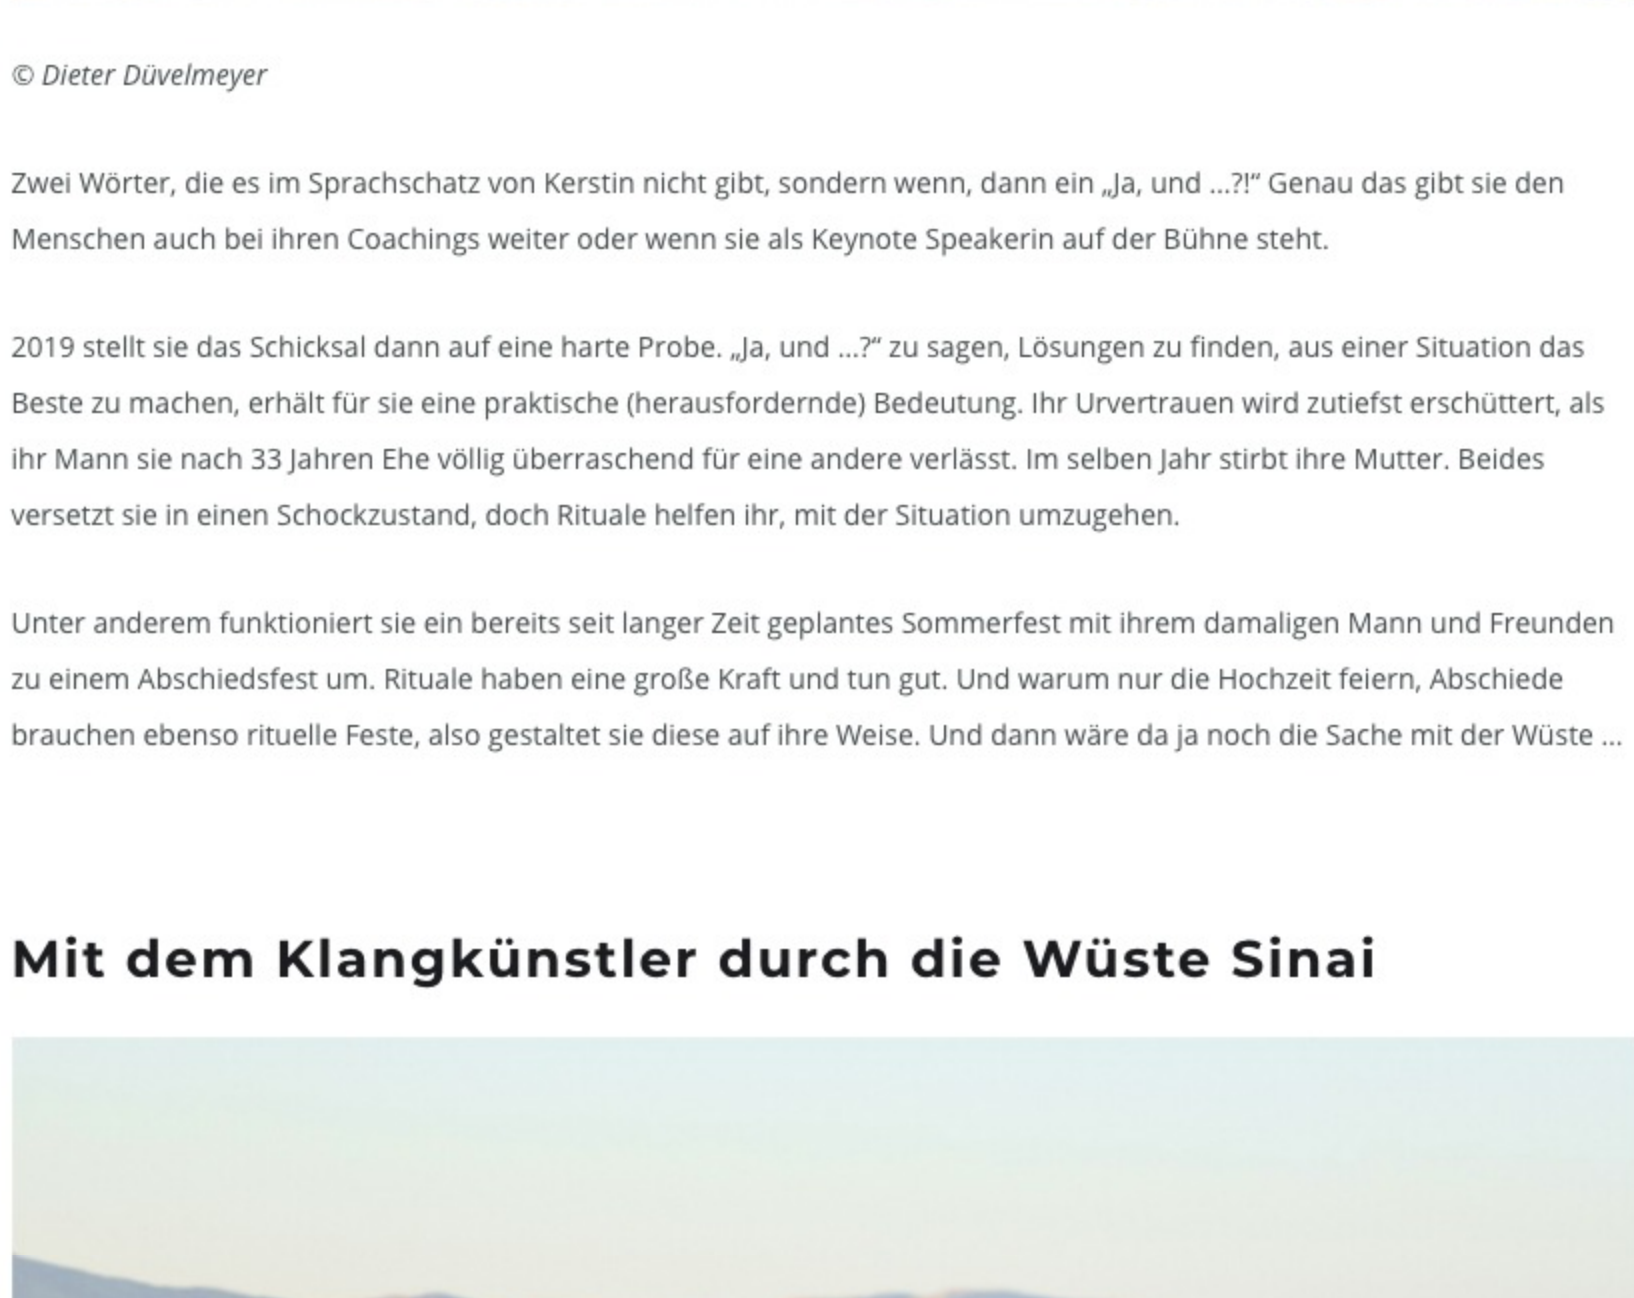 © Dieter Düvelmeyer
Zwei Wörter, die es im Sprachschatz von Kerstin nicht gibt, sondern wenn, dann ein „Ja, und ...?!“ Genau das gibt sie den
Menschen auch bei ihren Coachings weiter oder wenn sie als Keynote Speakerin auf der Bühne steht.
2019 stellt sie das Schicksal dann auf eine harte Probe. „Ja, und ...?“ zu sagen, Lösungen zu finden, aus einer Situation das
Beste zu machen, erhält für sie eine praktische (herausfordernde) Bedeutung. Ihr Urvertrauen wird zutiefst erschüttert, als
ihr Mann sie nach 33 Jahren Ehe völlig überraschend für eine andere verlässt. Im selben Jahr stirbt ihre Mutter. Beides
versetzt sie in einen Schockzustand, doch Rituale helfen ihr, mit der Situation umzugehen.
Unter anderem funktioniert sie ein bereits seit langer Zeit geplantes Sommerfest mit ihrem damaligen Mann und Freunden
zu einem Abschiedsfest um. Rituale haben eine große Kraft und tun gut. Und warum nur die Hochzeit feiern, Abschiede
brauchen ebenso rituelle Feste, also gestaltet sie diese auf ihre Weise. Und dann wäre da ja noch die Sache mit der Wüste ...
Mit dem Klangkünstler durch die Wüste Sinai